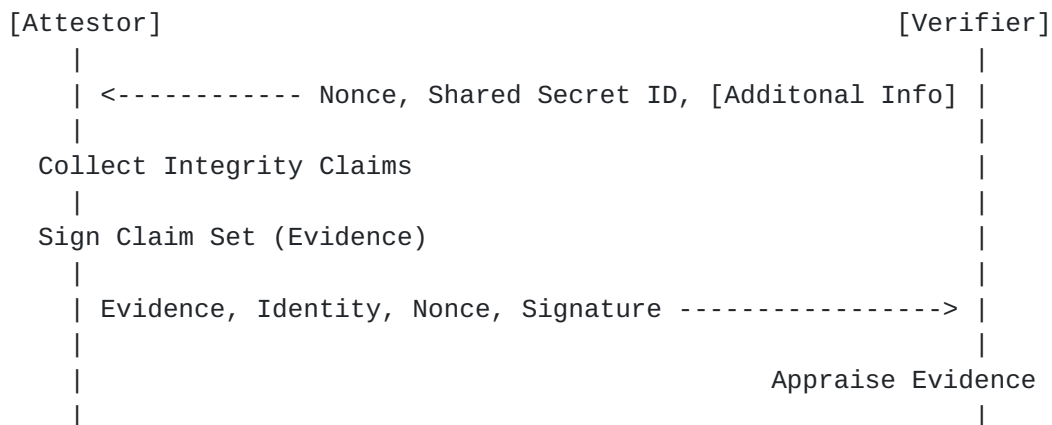 [Attestor] [Verifier]
<------------ Nonce, Shared Secret ID, [Additonal Info]
Collect Integrity Claims
Sign Claim Set (Evidence)
Evidence, Identity, Nonce, Signature ----------------->
Appraise Evidence